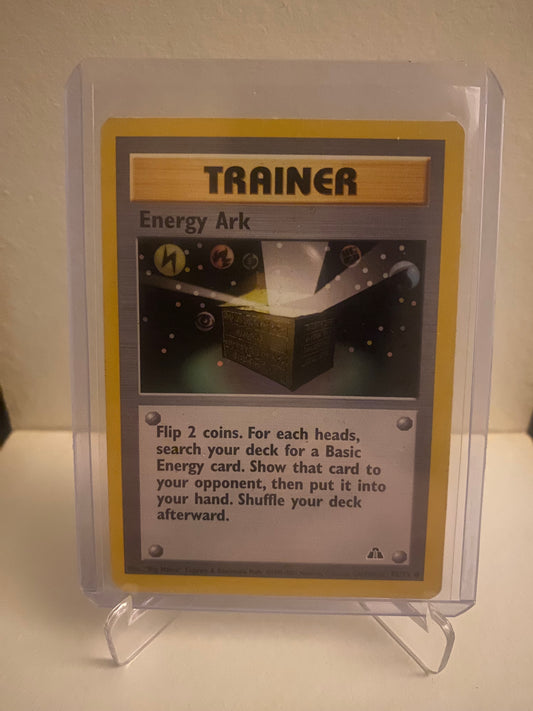 TRAINER
Energy Ark
Flip 2 coins. For each heads,
search your deck for a Basic
Energy card. Show that card to
your opponent, then put it into
your hand. Shuffle your deck
afterward.